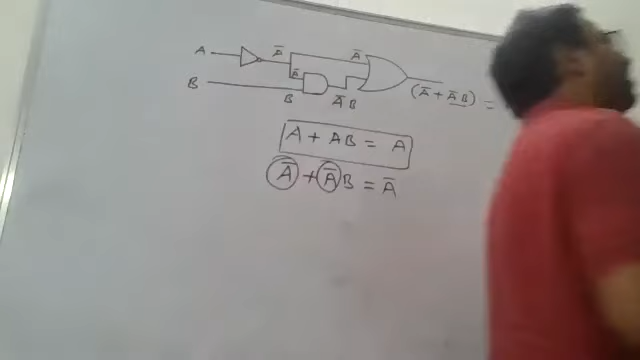 A Ā Ā
Ā
B B ĀB (Ā + ĀB) =
A + AB = A
Ā + ĀB = Ā